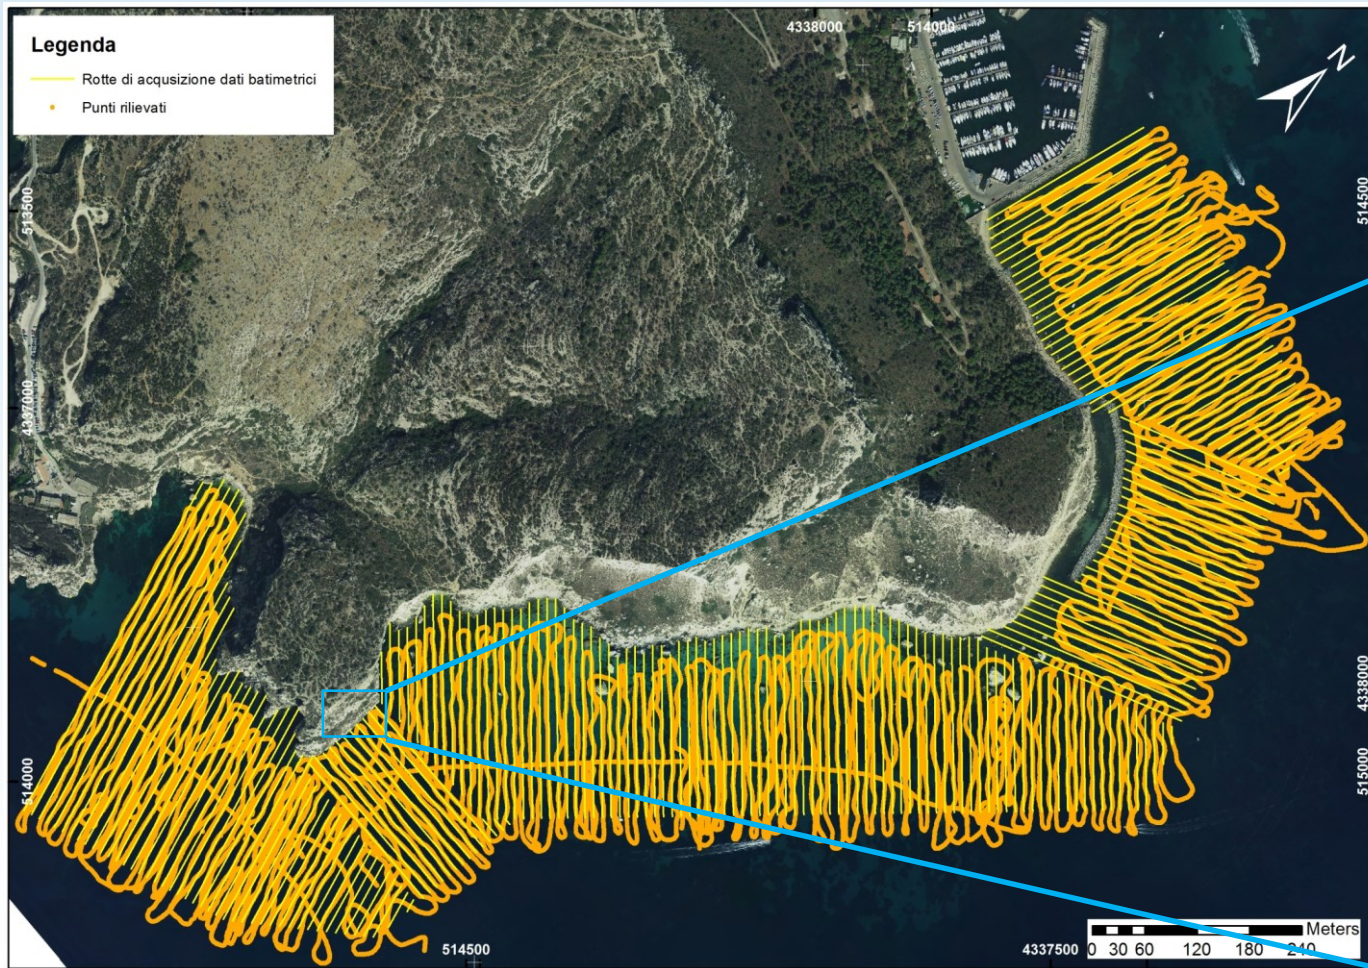 Legenda
Rotte di acqusizione dati batimetrici
Punti rilevati
4338000
514000
N
513500
514500
4337000
4338000
514000
515000
514500
4337500
Meters
0 30 60 120 180 240